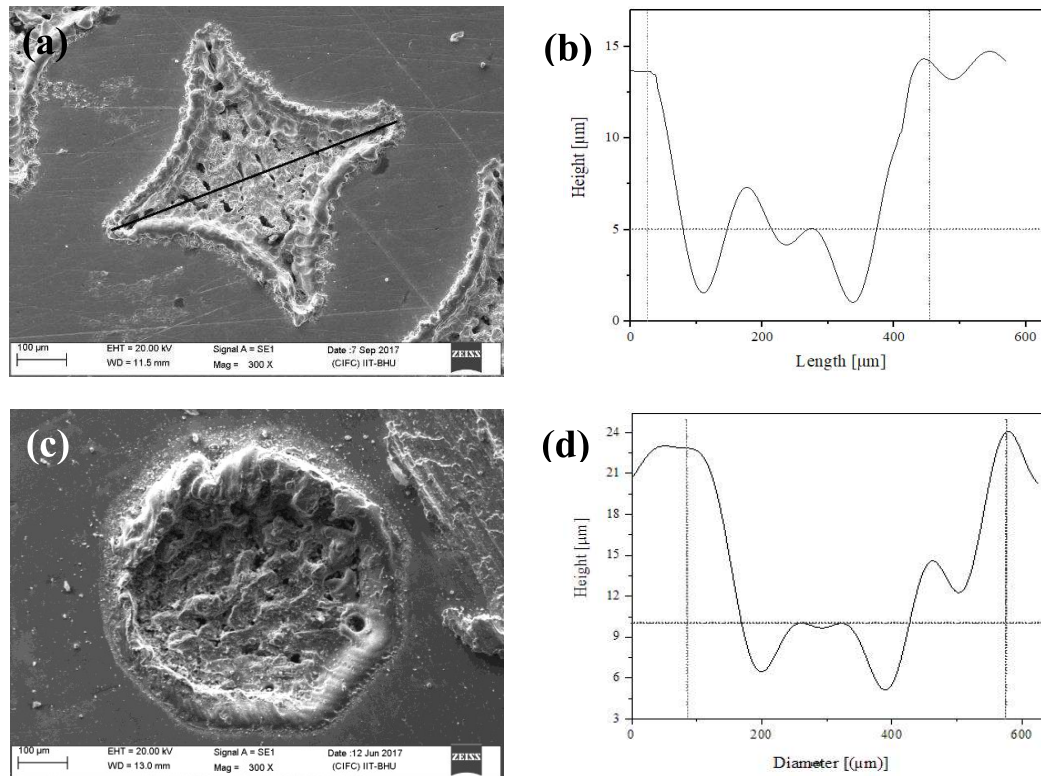 (a)
100 µm
EHT = 20.00 kV
Signal A = SE1
Date :7 Sep 2017
WD = 11.5 mm
Mag = 300 X
(CIFC) IIT-BHU
ZEISS
(b)
Height [µm]
15
10
5
0
0 200 400 600
Length [µm]
(c)
100 µm
EHT = 20.00 kV
Signal A = SE1
Date :12 Jun 2017
WD = 13.0 mm
Mag = 300 X
(CIFC) IIT-BHU
ZEISS
(d)
Height [µm]
24
21
18
15
12
9
6
3
0 200 400 600
Diameter [(µm)]